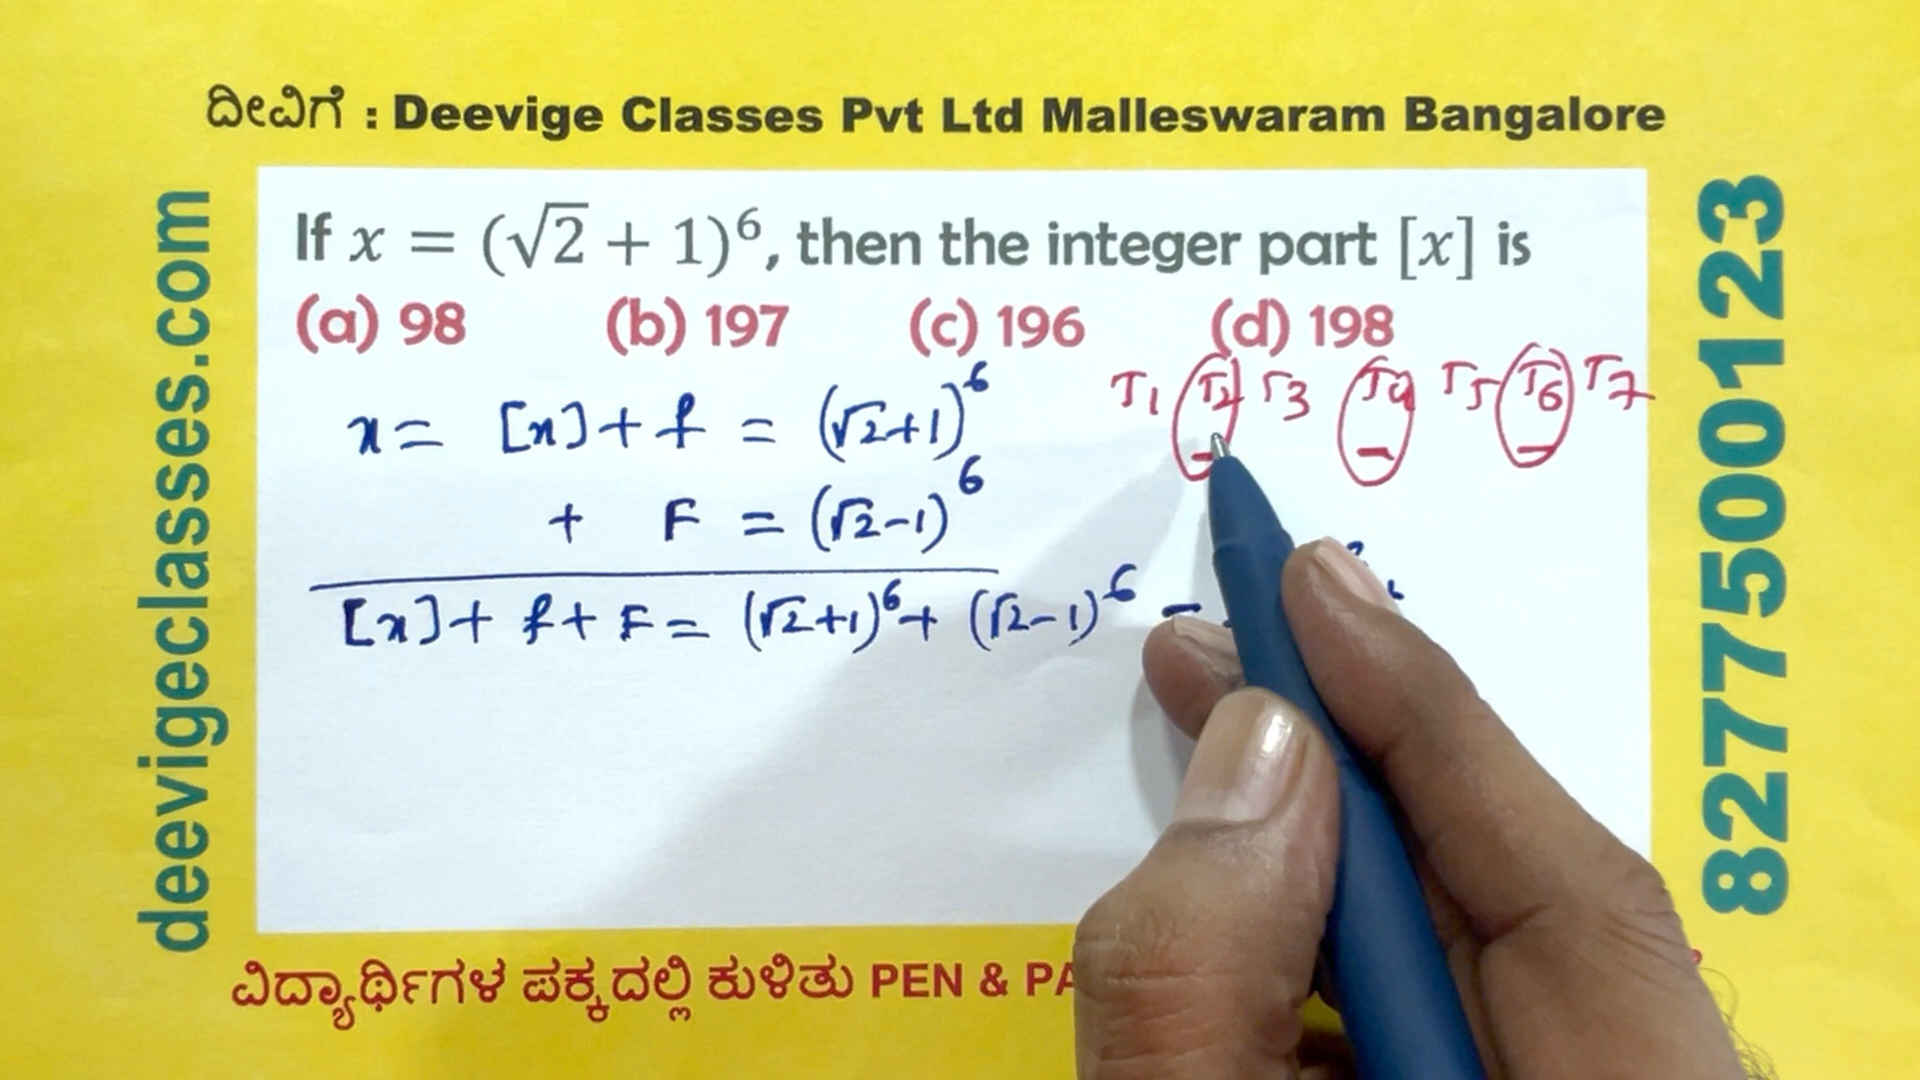 ದೀವಿಗೆ : Deevige Classes Pvt Ltd Malleswaram Bangalore
deevigeclasses.com
If x = (√2 + 1)⁶, then the integer part [x] is
(a) 98 (b) 197 (c) 196 (d) 198
T₁ T₂ T₃ T₄ T₅ T₆ T₇
x = [x] + f = (√2+1)⁶
+ F = (√2-1)⁶
[x] + f + F = (√2+1)⁶ + (√2-1)⁶
8277500123
ವಿದ್ಯಾರ್ಥಿಗಳ ಪಕ್ಕದಲ್ಲಿ ಕುಳಿತು PEN &